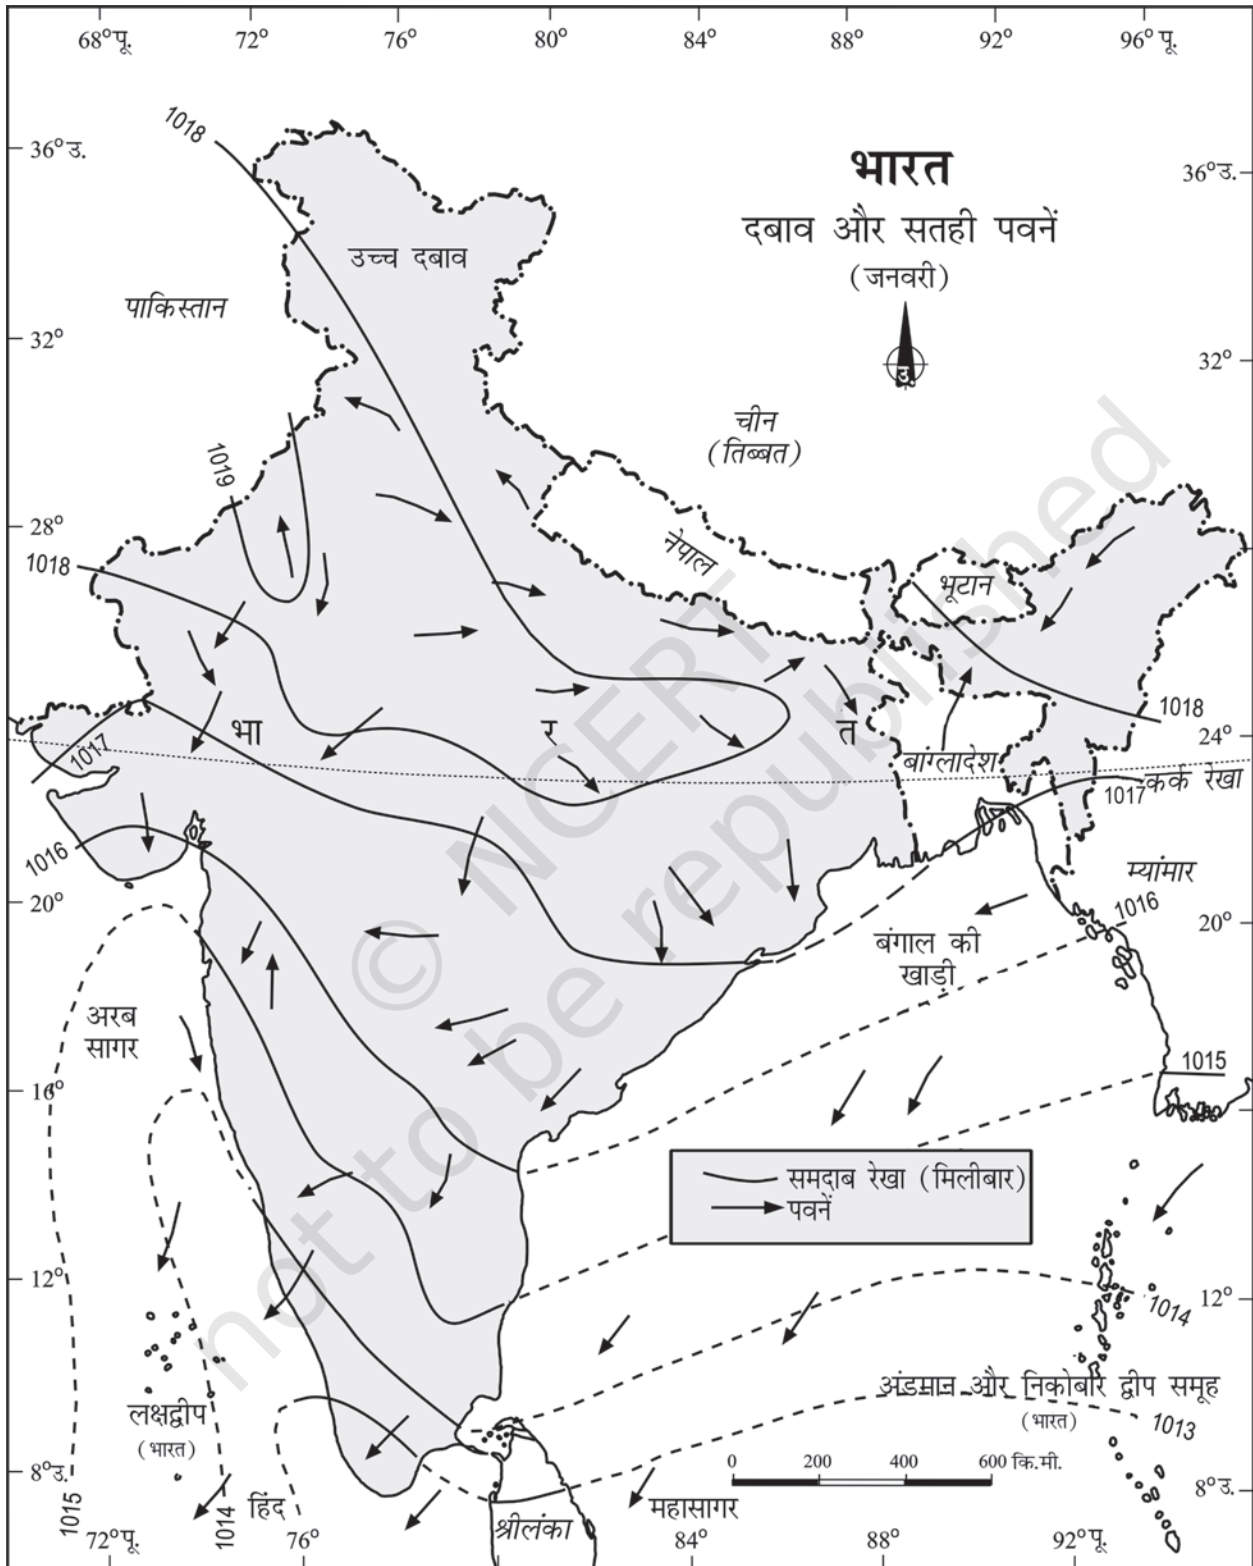 68° पू.
72°
76°
80°
84°
88°
92°
96° पू.
1018
36° उ.
भारत
36° उ.
दबाव और सतही पवनें
(जनवरी)
उच्च दबाव
पाकिस्तान
32°
32°
उ.
चीन
(तिब्बत)
1019
28°
28°
1018
नेपाल
भूटान
1018
1017
भा
र
त
24°
बांग्लादेश
1017
कर्क रेखा
1016
म्यांमार
20°
1016
20°
बंगाल की
खाड़ी
अरब
सागर
16°
1015
समदाब रेखा (मिलीबार)
पवनें
12°
12°
1014
अंडमान और निकोबार द्वीप समूह
(भारत)
1013
लक्षद्वीप
(भारत)
0 200 400 600 कि.मी.
8° उ.
8° उ.
1015
1014
हिंद
महासागर
श्रीलंका
72° पू.
76°
84°
88°
92° पू.
© NCERT
not to be republished